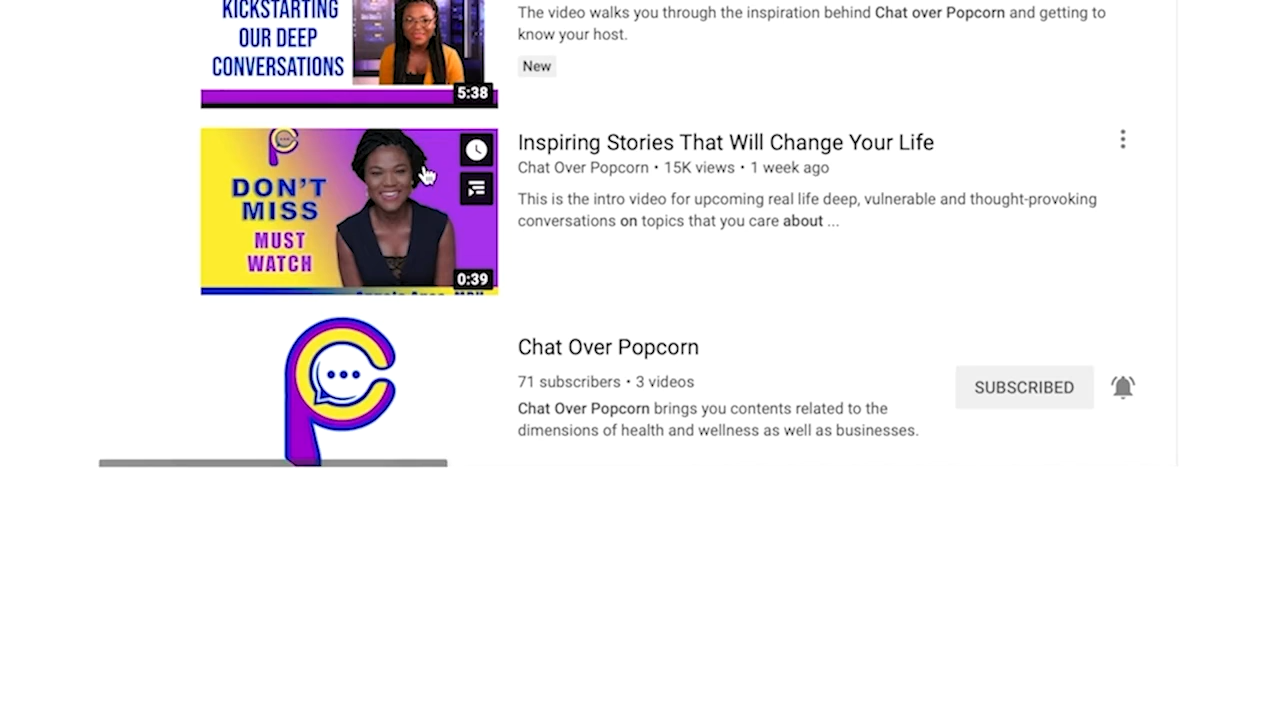 KICKSTARTING
OUR DEEP
CONVERSATIONS
5:38
The video walks you through the inspiration behind Chat over Popcorn and getting to
know your host.
New
DON'T
MISS
MUST
WATCH
0:39
Inspiring Stories That Will Change Your Life
Chat Over Popcorn • 15K views • 1 week ago
This is the intro video for upcoming real life deep, vulnerable and thought-provoking
conversations on topics that you care about ...
Chat Over Popcorn
71 subscribers • 3 videos
Chat Over Popcorn brings you contents related to the
dimensions of health and wellness as well as businesses.
SUBSCRIBED